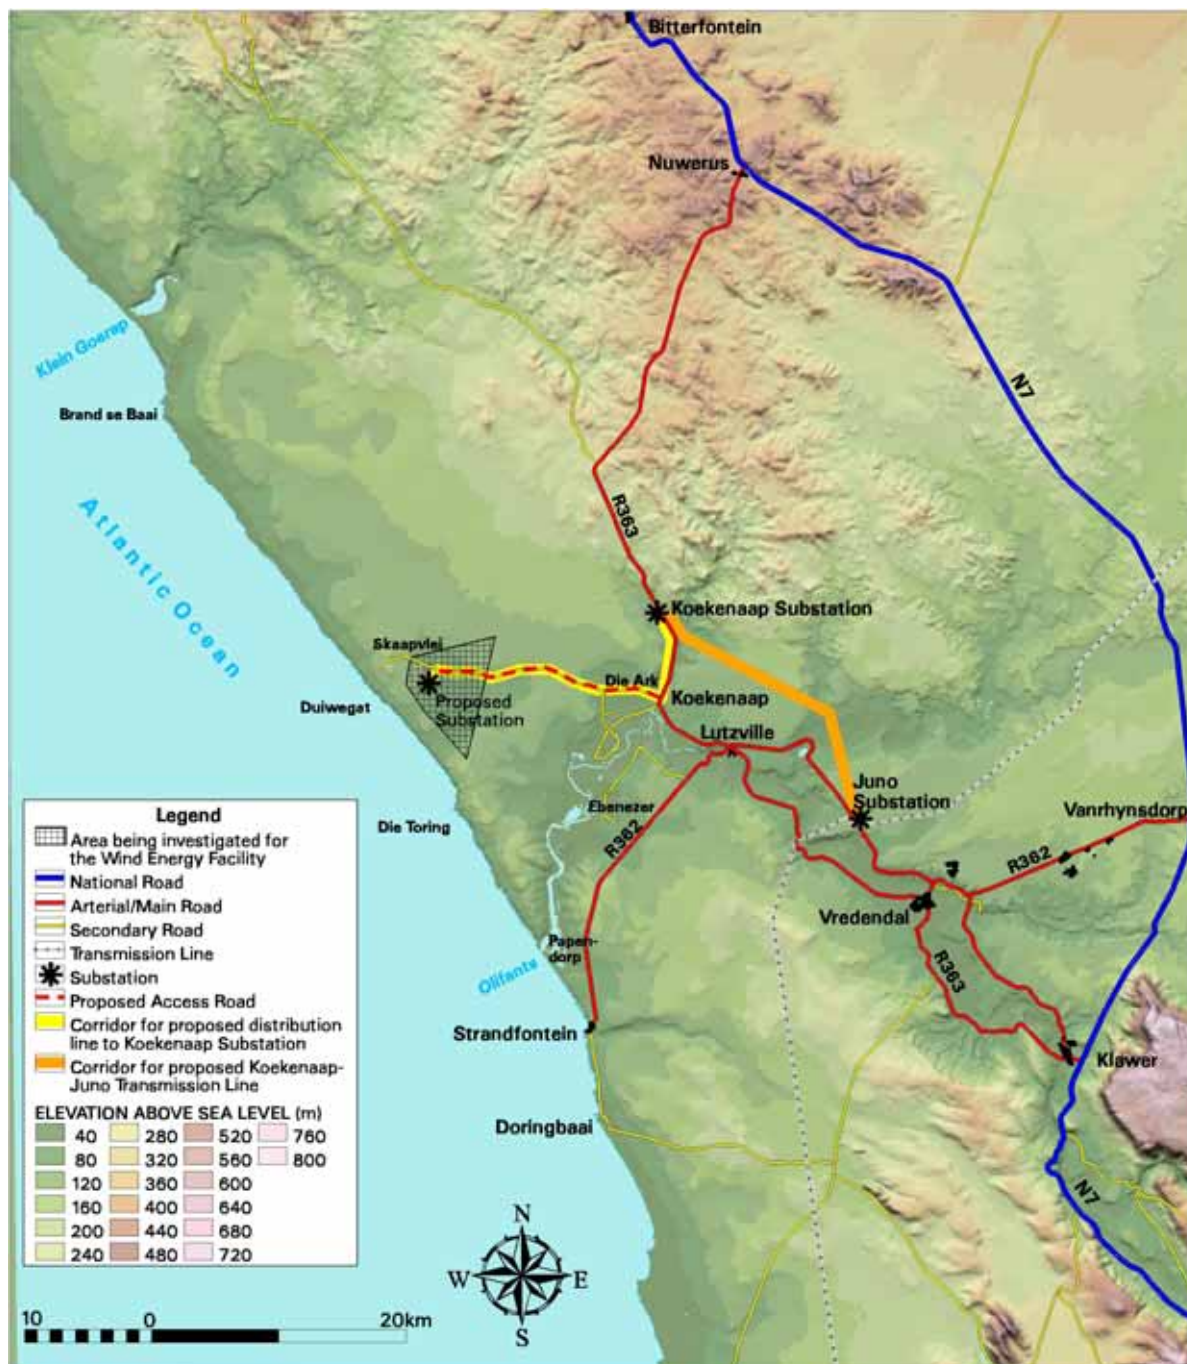 Bitterfontein
Nuwerus
Klein Goerap
N7
Brand se Baai
R363
Atlantic Ocean
Koekenaap Substation
Skaapvlei
Die Ark
Proposed
Substation
Koekenaap
Duiwegat
Lutzville
Juno
Substation
Ebenezer
Vanrhynsdorp
Die Toring
R362
R362
Vredendal
Papen-
dorp
R363
Olifants
Strandfontein
Klawer
Doringbaai
N7
Legend
Area being investigated for
the Wind Energy Facility
National Road
Arterial/Main Road
Secondary Road
Transmission Line
Substation
Proposed Access Road
Corridor for proposed distribution
line to Koekenaap Substation
Corridor for proposed Koekenaap-
Juno Transmission Line
ELEVATION ABOVE SEA LEVEL (m)
40 280 520 760
80 320 560 800
120 360 600
160 400 640
200 440 680
240 480 720
N
W E
S
10 0 20km